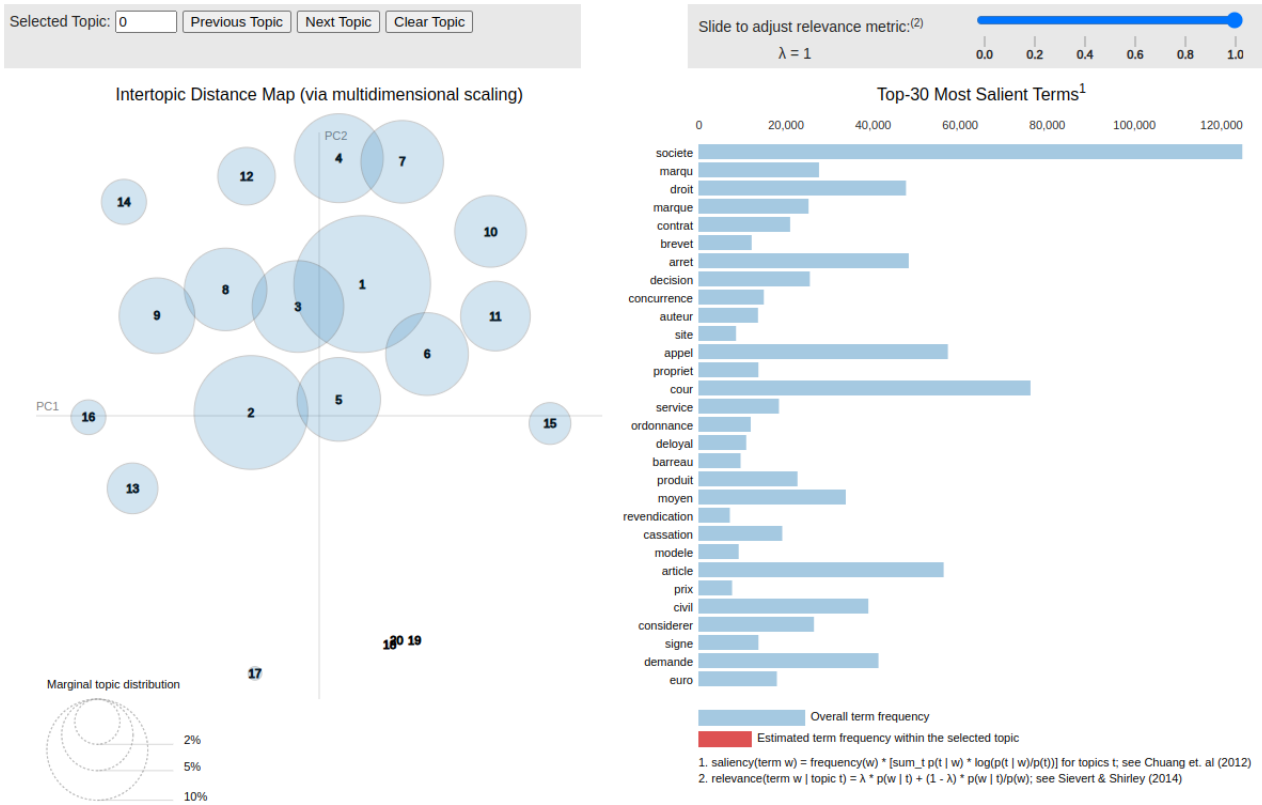 Selected Topic: 0 Previous Topic Next Topic Clear Topic
Slide to adjust relevance metric:(2)
λ = 1
0.0 0.2 0.4 0.6 0.8 1.0
Intertopic Distance Map (via multidimensional scaling)
PC2
PC1
4
7
12
14
10
1
8
3
9
11
6
5
2
16
15
13
18
20
19
17
Marginal topic distribution
2%
5%
10%
Top-30 Most Salient Terms1
0 20,000 40,000 60,000 80,000 100,000 120,000
societe
marqu
droit
marque
contrat
brevet
arret
decision
concurrence
auteur
site
appel
propriet
cour
service
ordonnance
deloyal
barreau
produit
moyen
revendication
cassation
modele
article
prix
civil
considerer
signe
demande
euro
Overall term frequency
Estimated term frequency within the selected topic
1. saliency(term w) = frequency(w) * [sum_t p(t | w) * log(p(t | w)/p(t))] for topics t; see Chuang et. al (2012)
2. relevance(term w | topic t) = λ * p(w | t) + (1 - λ) * p(w | t)/p(w); see Sievert & Shirley (2014)